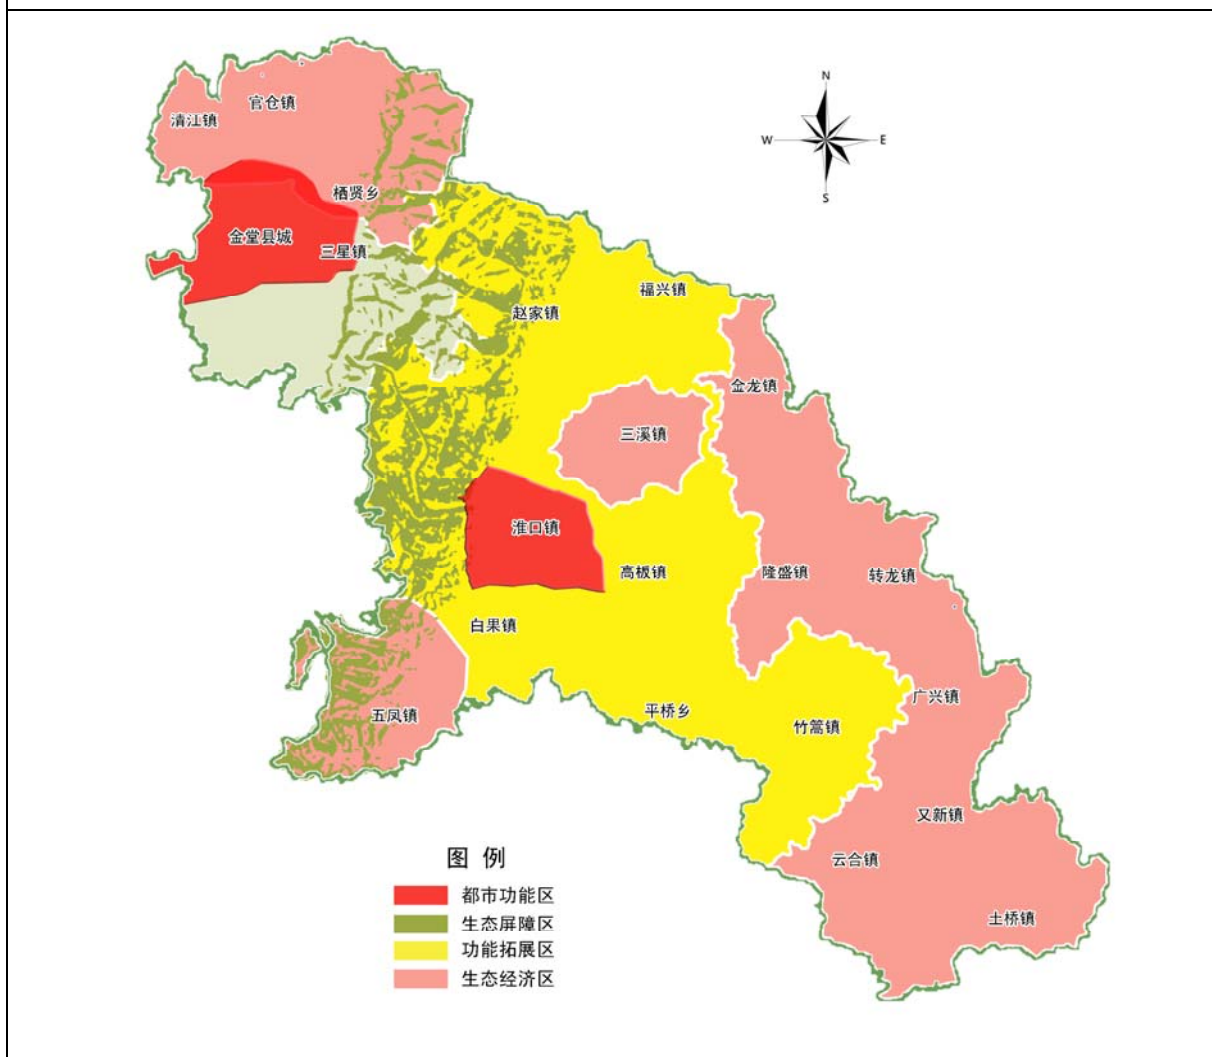 N
官仓镇
清江镇
W
E
栖贤乡
S
金堂县城
三星镇
福兴镇
赵家镇
金龙镇
三溪镇
淮口镇
高板镇
隆盛镇
转龙镇
白果镇
广兴镇
平桥乡
五凤镇
竹篙镇
又新镇
云合镇
图 例
都市功能区
土桥镇
生态屏障区
功能拓展区
生态经济区